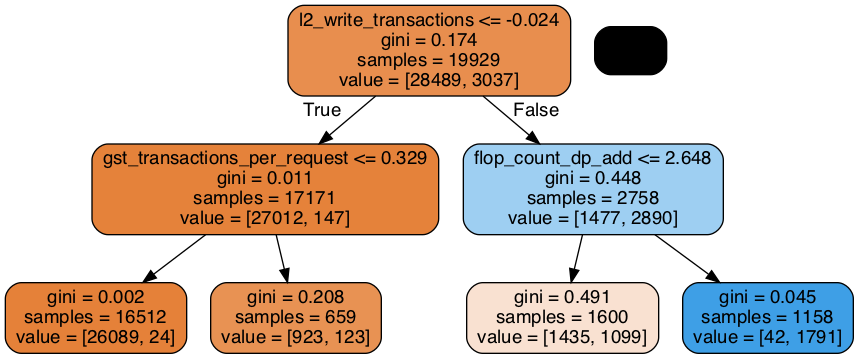 l2_write_transactions <= -0.024
gini = 0.174
samples = 19929
value = [28489, 3037]
True
False
gst_transactions_per_request <= 0.329
gini = 0.011
samples = 17171
value = [27012, 147]
flop_count_dp_add <= 2.648
gini = 0.448
samples = 2758
value = [1477, 2890]
gini = 0.002
samples = 16512
value = [26089, 24]
gini = 0.208
samples = 659
value = [923, 123]
gini = 0.491
samples = 1600
value = [1435, 1099]
gini = 0.045
samples = 1158
value = [42, 1791]